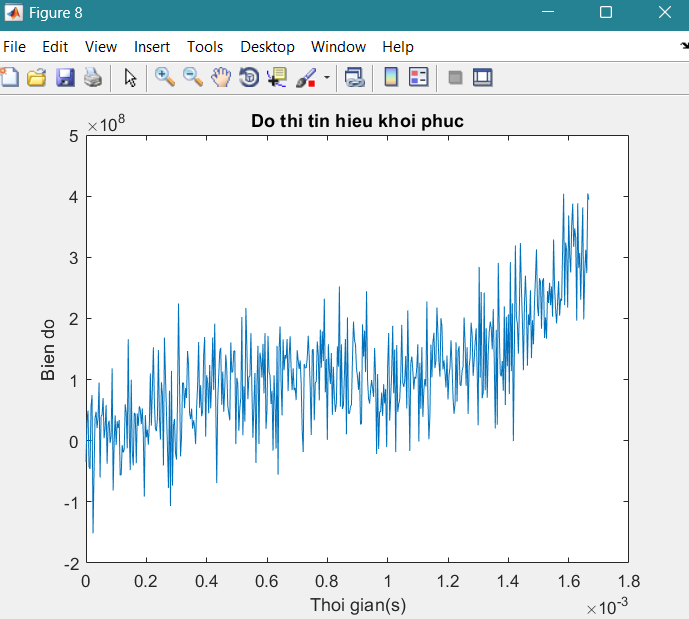 Figure 8
File Edit View Insert Tools Desktop Window Help
×10^8
Do thi tin hieu khoi phuc
5
4
3
2
1
0
-1
-2
Bien do
0 0.2 0.4 0.6 0.8 1 1.2 1.4 1.6 1.8
Thoi gian(s)
×10^-3